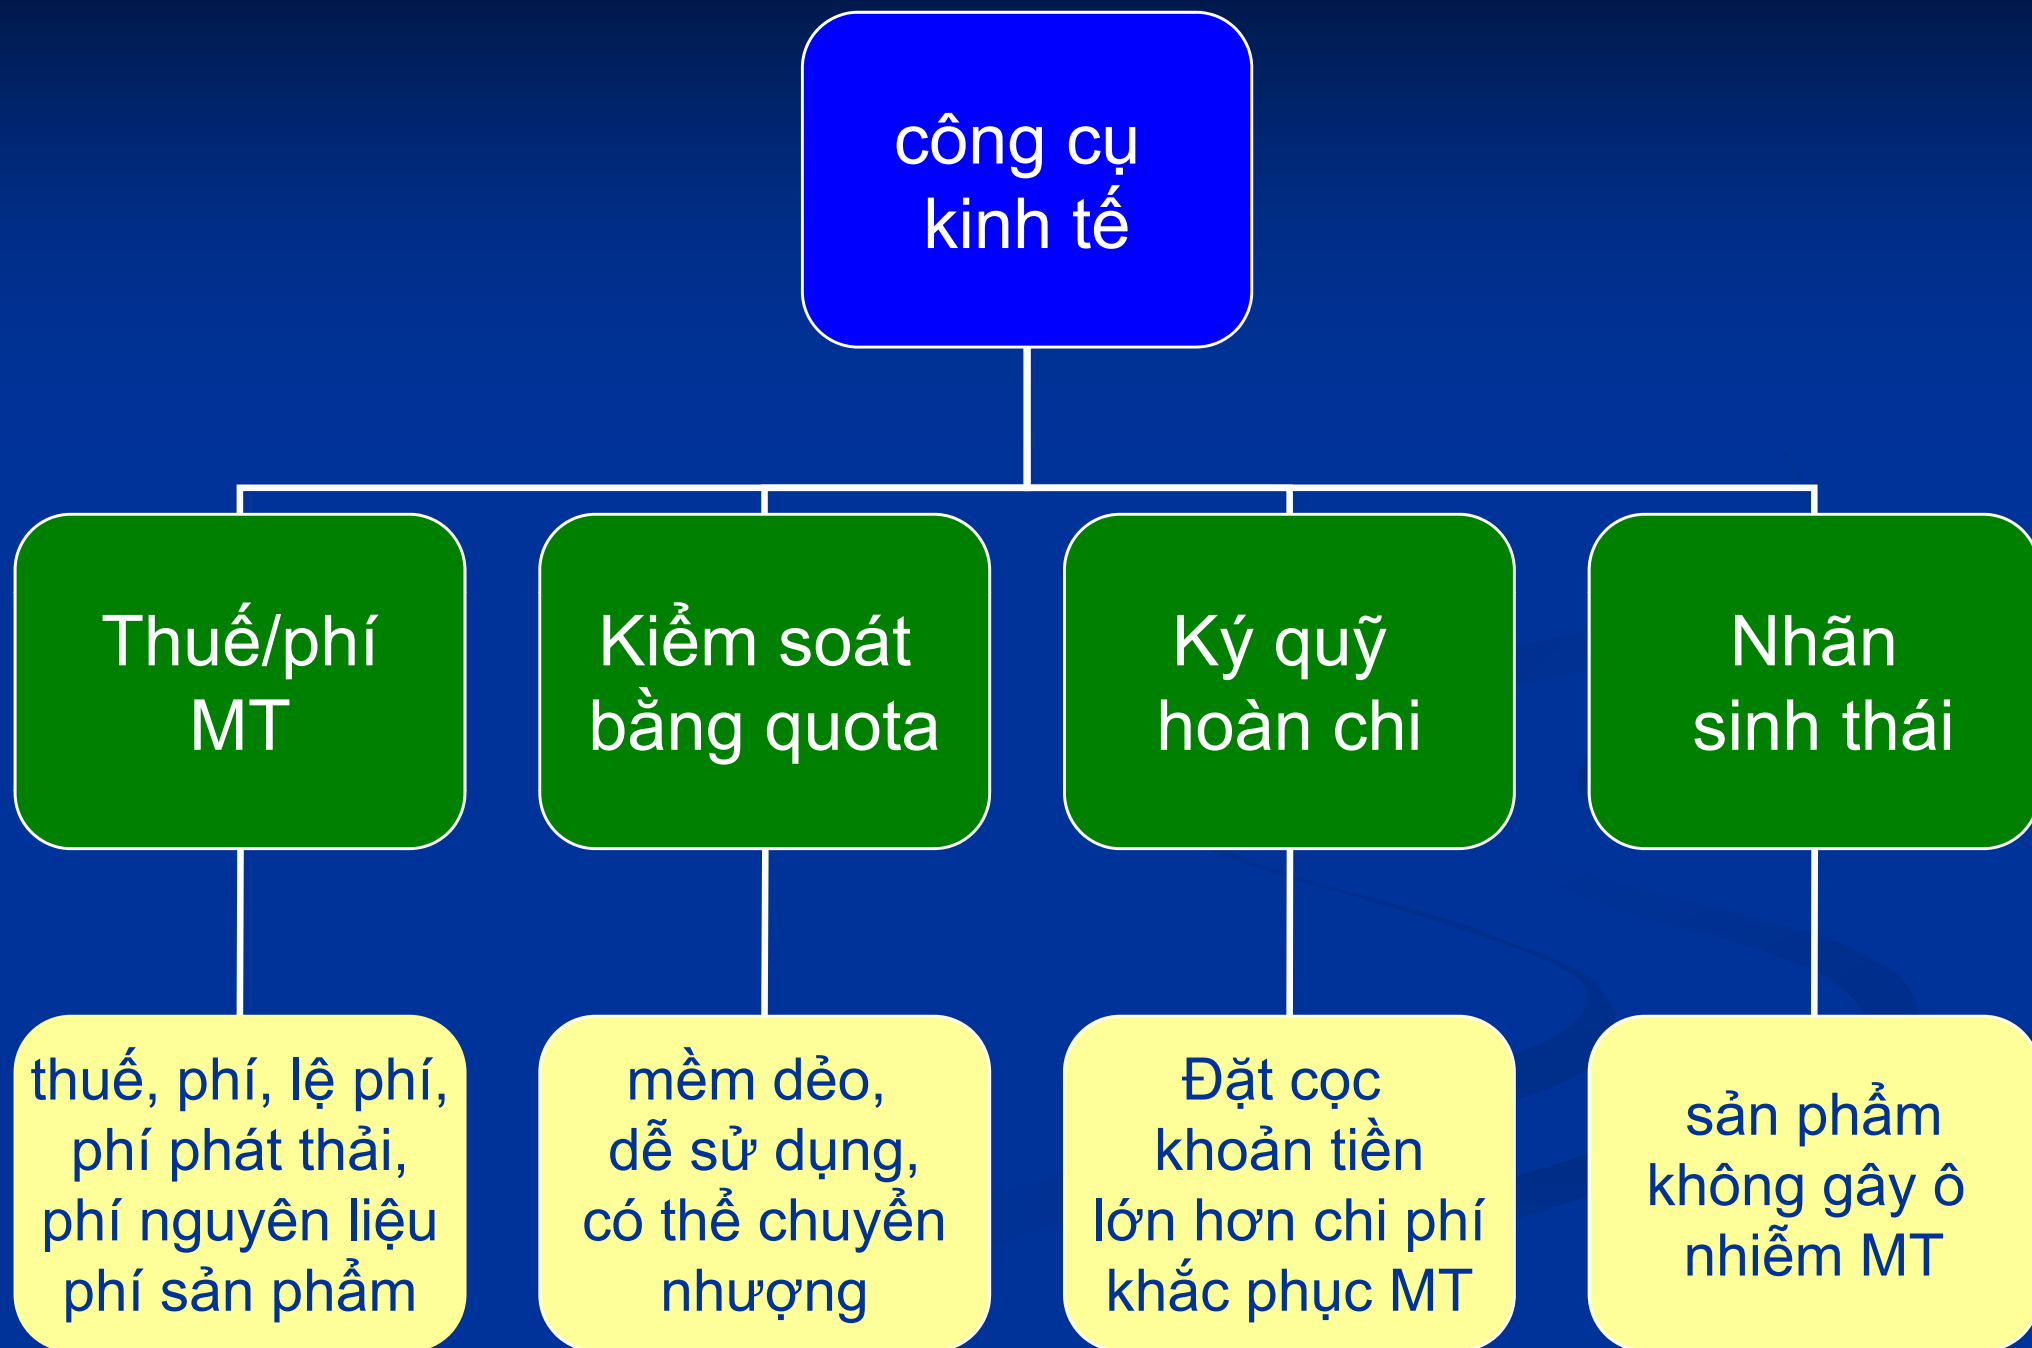 công cụ
kinh tế
Thuế/phí
MT
Kiểm soát
bằng quota
Ký quỹ
hoàn chi
Nhãn
sinh thái
thuế, phí, lệ phí,
phí phát thải,
phí nguyên liệu
phí sản phẩm
mềm dẻo,
dễ sử dụng,
có thể chuyển
nhượng
Đặt cọc
khoản tiền
lớn hơn chi phí
khắc phục MT
sản phẩm
không gây ô
nhiễm MT